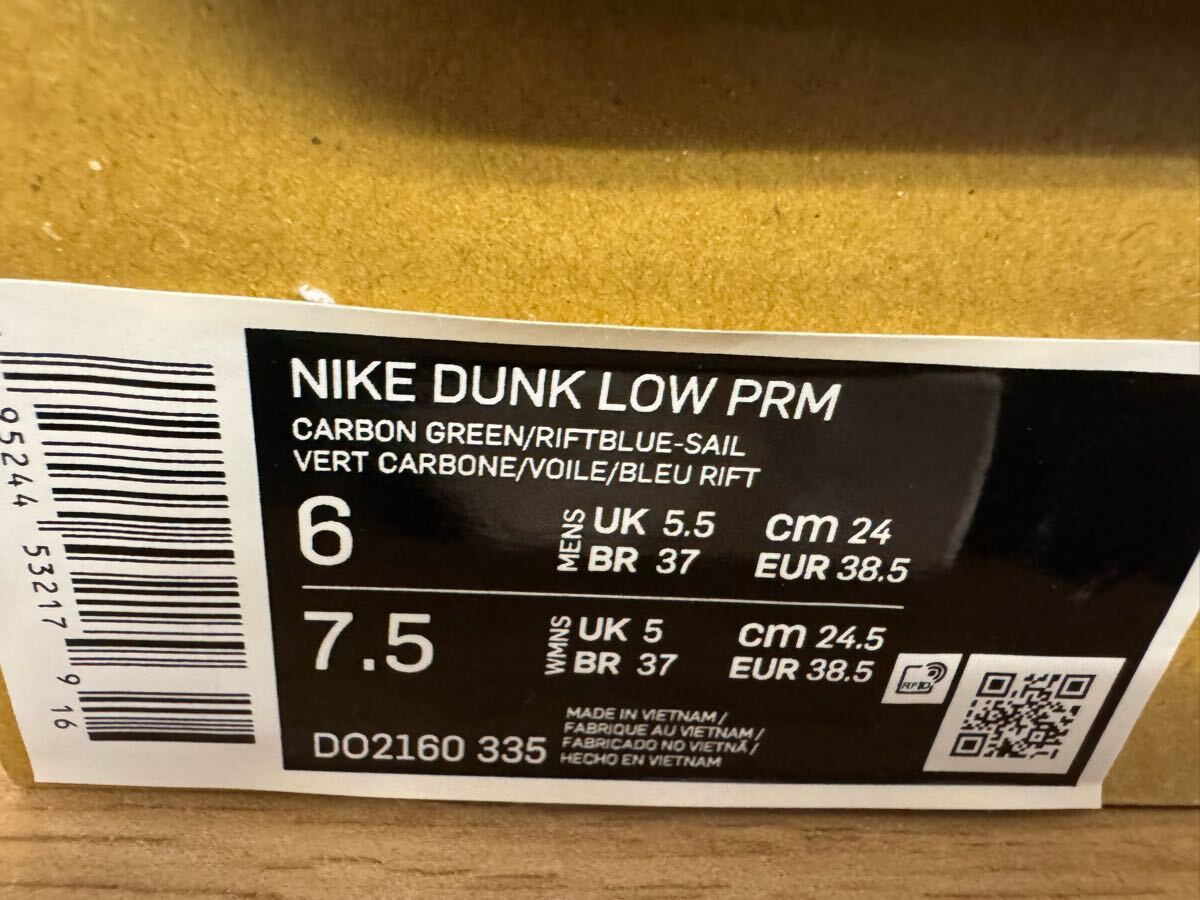 NIKE DUNK LOW PRM
CARBON GREEN/RIFTBLUE-SAIL
VERT CARBONE/VOILE/BLEU RIFT
6
MENS
UK 5.5 cm 24
BR 37 EUR 38.5
7.5
WMNS
UK 5 cm 24.5
BR 37 EUR 38.5
RFID
DO2160 335
MADE IN VIETNAM /
FABRIQUE AU VIETNAM /
FABRICADO NO VIETNÃ /
HECHO EN VIETNAM
95244 53217 9 16